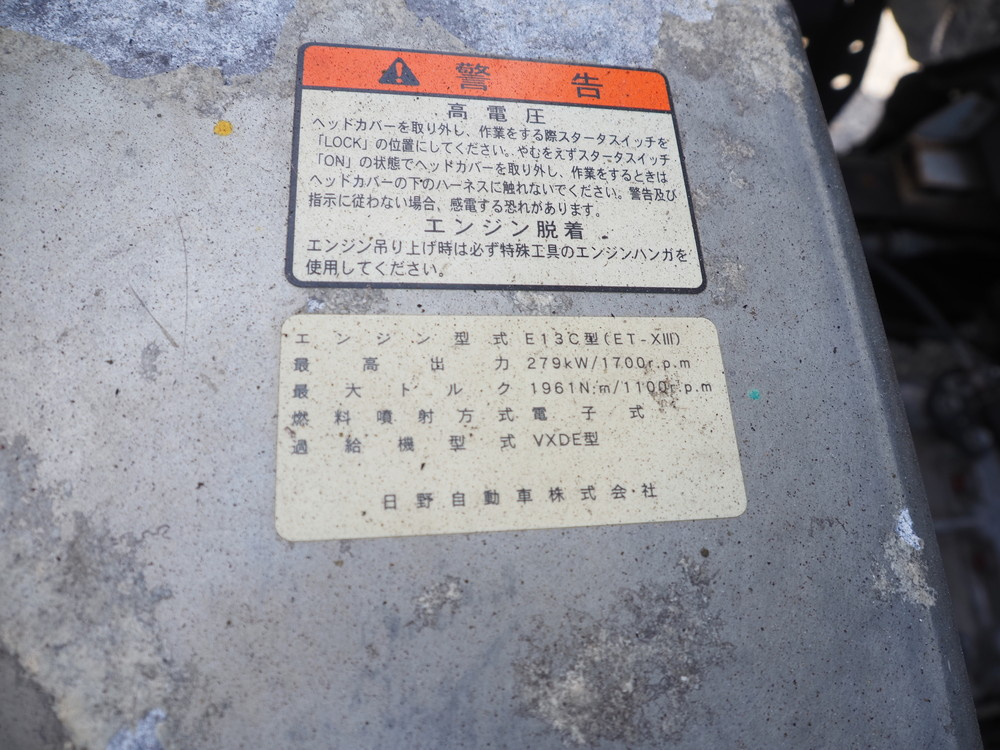 警告
高電圧
ヘッドカバーを取り外し、作業をする際スタータスイッチを
「LOCK」の位置にしてください。やむをえずスタータスイッチ
「ON」の状態でヘッドカバーを取り外し、作業をするときは
ヘッドカバーの下のハーネスに触れないでください。警告及び
指示に従わない場合、感電する恐れがあります。
エンジン脱着
エンジン吊り上げ時は必ず特殊工具のエンジンハンガを
使用してください。
エンジン型式 E13C型(ET-XIII)
最高出力 279kW/1700r.p.m
最大トルク 1961N·m/1100r.p.m
燃料噴射方式 電子式
過給機型式 VXDE型
日野自動車株式会社